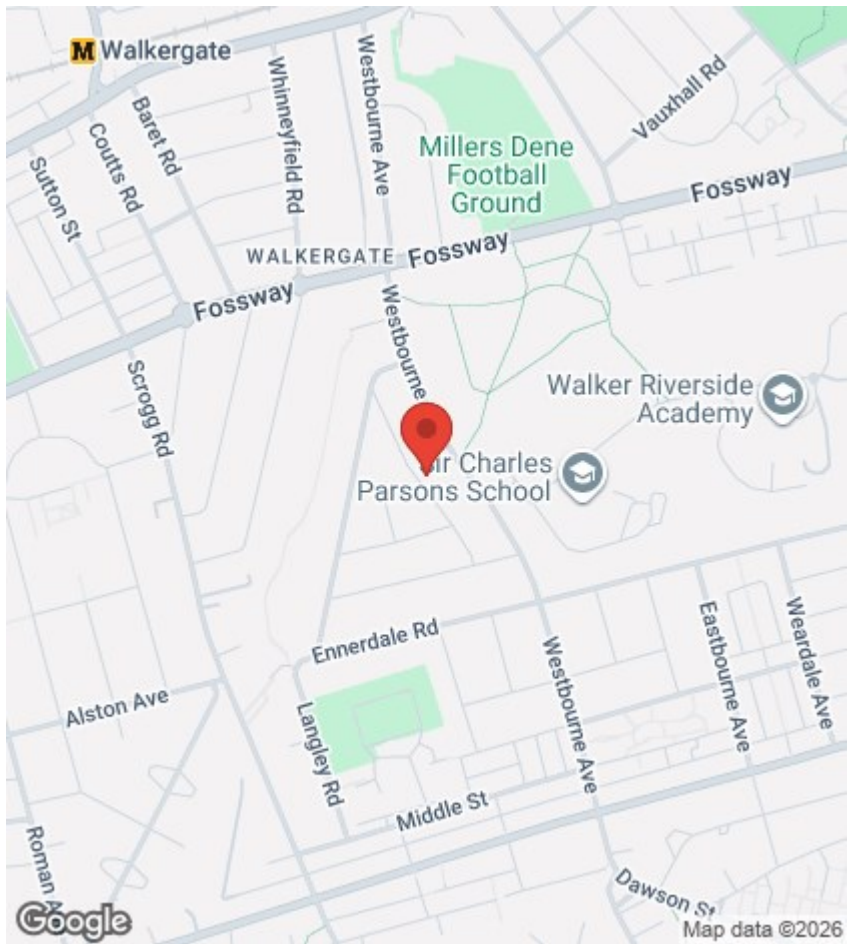 M Walkergate
Westbourne Ave
Whinneyfield Rd
Baret Rd
Coutts Rd
Sutton St
Vauxhall Rd
Millers Dene
Football
Ground
Fossway
WALKERGATE
Fossway
Fossway
Westbourne
Scrogg Rd
Walker Riverside
Academy
Sir Charles
Parsons School
Ennerdale Rd
Westbourne Ave
Eastbourne Ave
Weardale Ave
Alston Ave
Langley Rd
Middle St
Roman A
Dawson St
Google
Map data ©2026